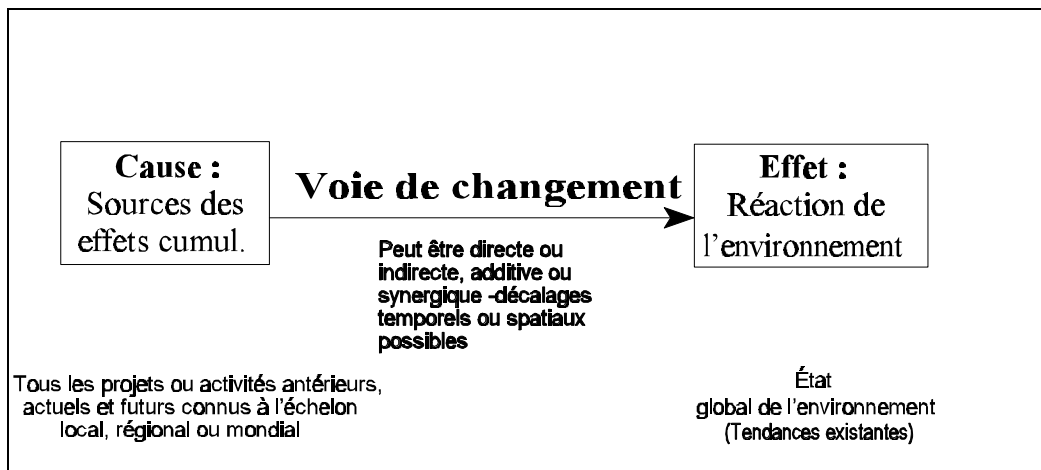 Cause :
Sources des
effets cumul.
Voie de changement
Effet :
Réaction de
l'environnement
Peut être directe ou
indirecte, additive ou
synergique -décalages
temporels ou spatiaux
possibles
Tous les projets ou activités antérieurs,
actuels et futurs connus à l'échelon
local, régional ou mondial
État
global de l'environnement
(Tendances existantes)